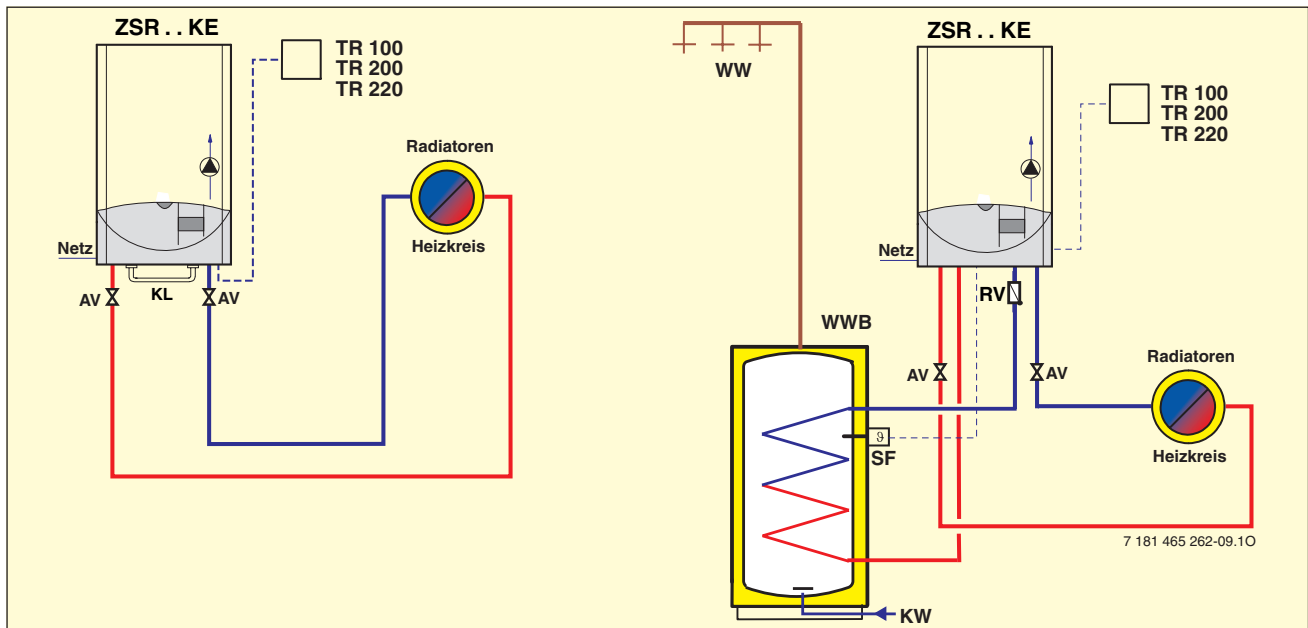 ZSR . . KE
TR 100
TR 200
TR 220
Radiatoren
Heizkreis
Netz
AV
KL
AV
WW
ZSR . . KE
TR 100
TR 200
TR 220
Netz
RV
WWB
AV
AV
Radiatoren
Heizkreis
ϑ
SF
7 181 465 262-09.1O
KW